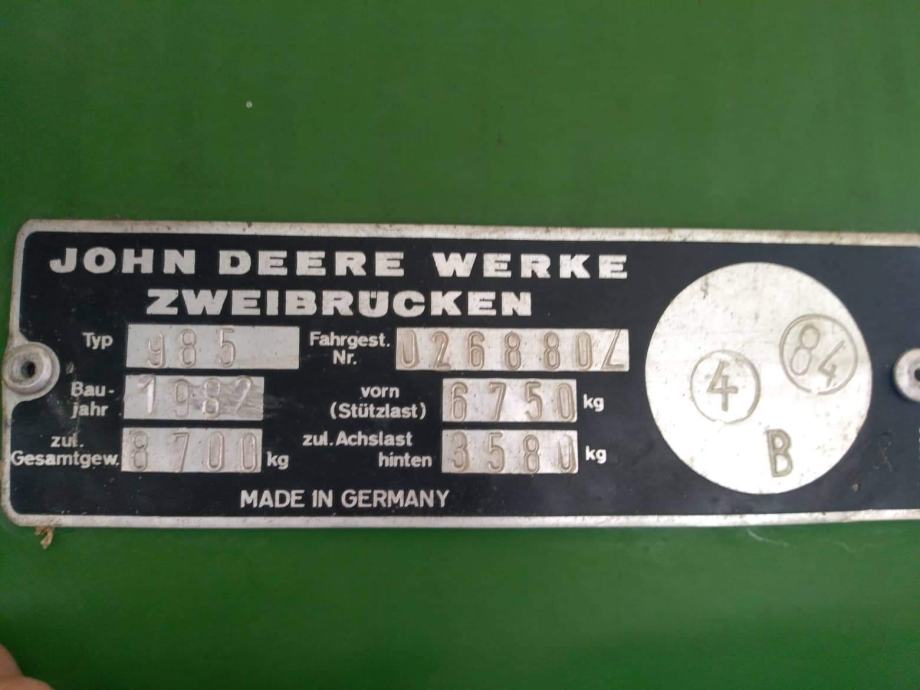 JOHN DEERE WERKE
ZWEIBRÜCKEN
Typ 985 Fahrgest. Nr. 026880Z
Bau-jahr 1982 vorn (Stützlast) 6750 kg
zul. Gesamtgew. 8700 kg zul. Achslast hinten 3580 kg
MADE IN GERMANY
4
84
B